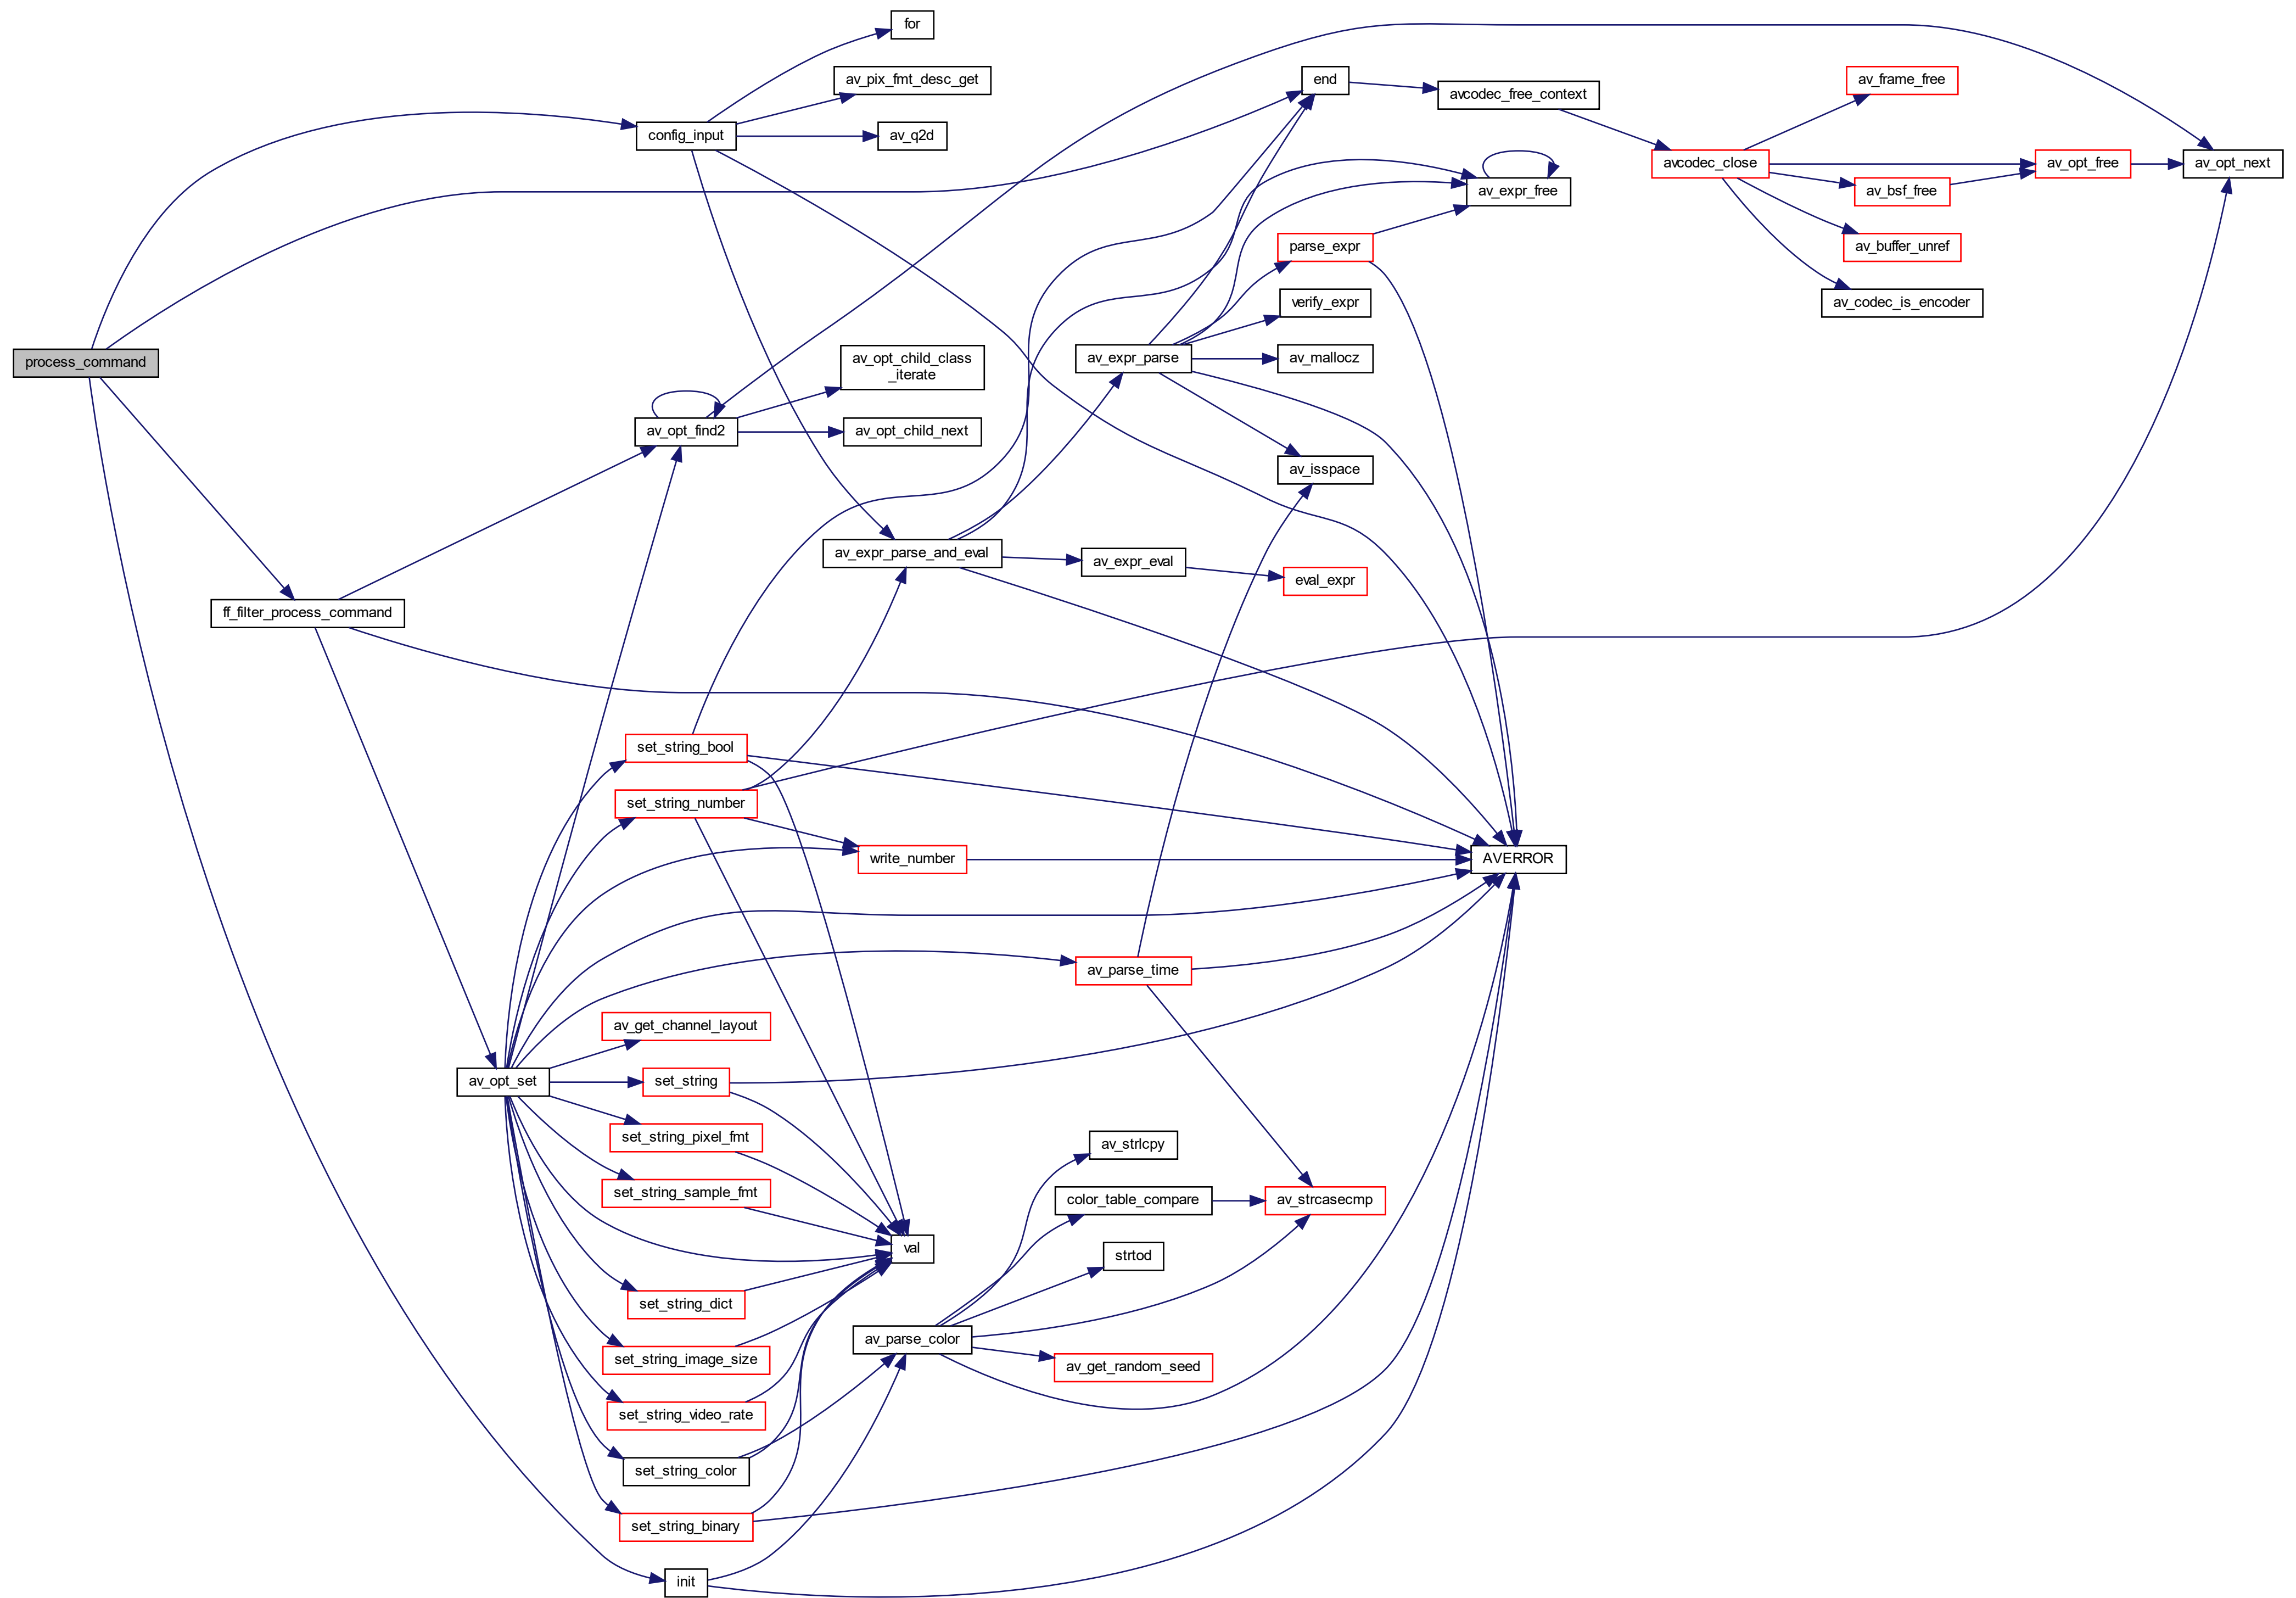 for
av_pix_fmt_desc_get
end
av_frame_free
avcodec_free_context
config_input
av_q2d
avcodec_close
av_opt_free
av_opt_next
av_expr_free
av_bsf_free
parse_expr
av_buffer_unref
verify_expr
av_codec_is_encoder
process_command
av_opt_child_class
_iterate
av_expr_parse
av_mallocz
av_opt_find2
av_opt_child_next
av_isspace
av_expr_parse_and_eval
av_expr_eval
eval_expr
ff_filter_process_command
set_string_bool
set_string_number
write_number
AVERROR
av_parse_time
av_get_channel_layout
av_opt_set
set_string
set_string_pixel_fmt
av_strlcpy
set_string_sample_fmt
color_table_compare
av_strcasecmp
val
strtod
set_string_dict
av_parse_color
set_string_image_size
av_get_random_seed
set_string_video_rate
set_string_color
set_string_binary
init